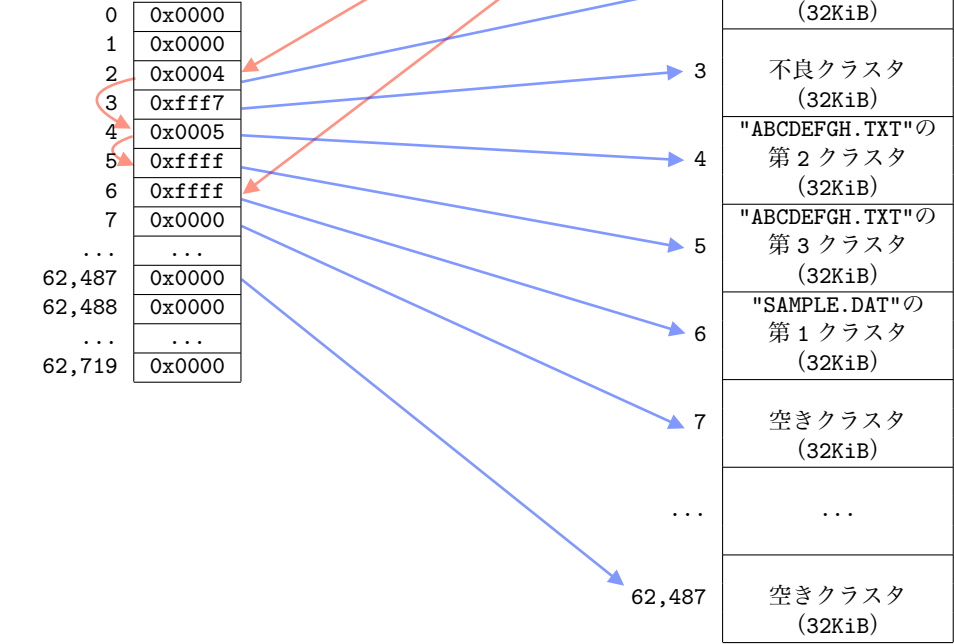 0 0x0000
1 0x0000
2 0x0004
3 0xfff7
4 0x0005
5 0xffff
6 0xffff
7 0x0000
... ...
62,487 0x0000
62,488 0x0000
... ...
62,719 0x0000
(32KiB)
3 不良クラスタ
(32KiB)
"ABCDEFGH.TXT"の
4 第2クラスタ
(32KiB)
"ABCDEFGH.TXT"の
5 第3クラスタ
(32KiB)
"SAMPLE.DAT"の
6 第1クラスタ
(32KiB)
7 空きクラスタ
(32KiB)
... ...
62,487 空きクラスタ
(32KiB)